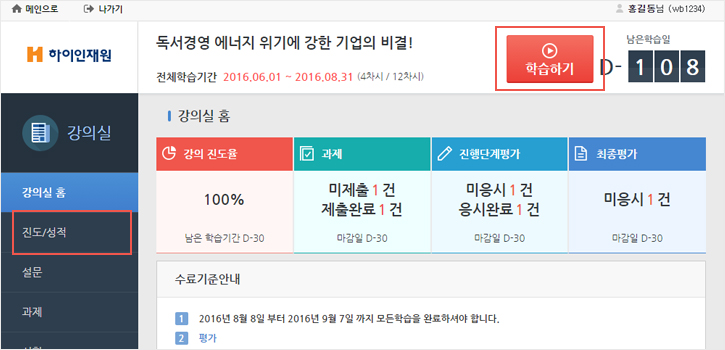 메인으로 나가기 홍길동님 (wb1234)
하이인재원
독서경영 에너지 위기에 강한 기업의 비결!
전체학습기간 2016.06.01 ~ 2016.08.31 (4차시 / 12차시)
학습하기
남은학습일
D-108
강의실
강의실 홈
진도/성적
설문
과제
강의실 홈
강의 진도율
100%
남은 학습기간 D-30
과제
미제출 1 건
제출완료 1 건
마감일 D-30
진행단계평가
미응시 1 건
응시완료 1 건
마감일 D-30
최종평가
미응시 1 건
마감일 D-30
수료기준안내
1 2016년 8월 8일 부터 2016년 9월 7일 까지 모든학습을 완료하셔야 합니다.
2 평가